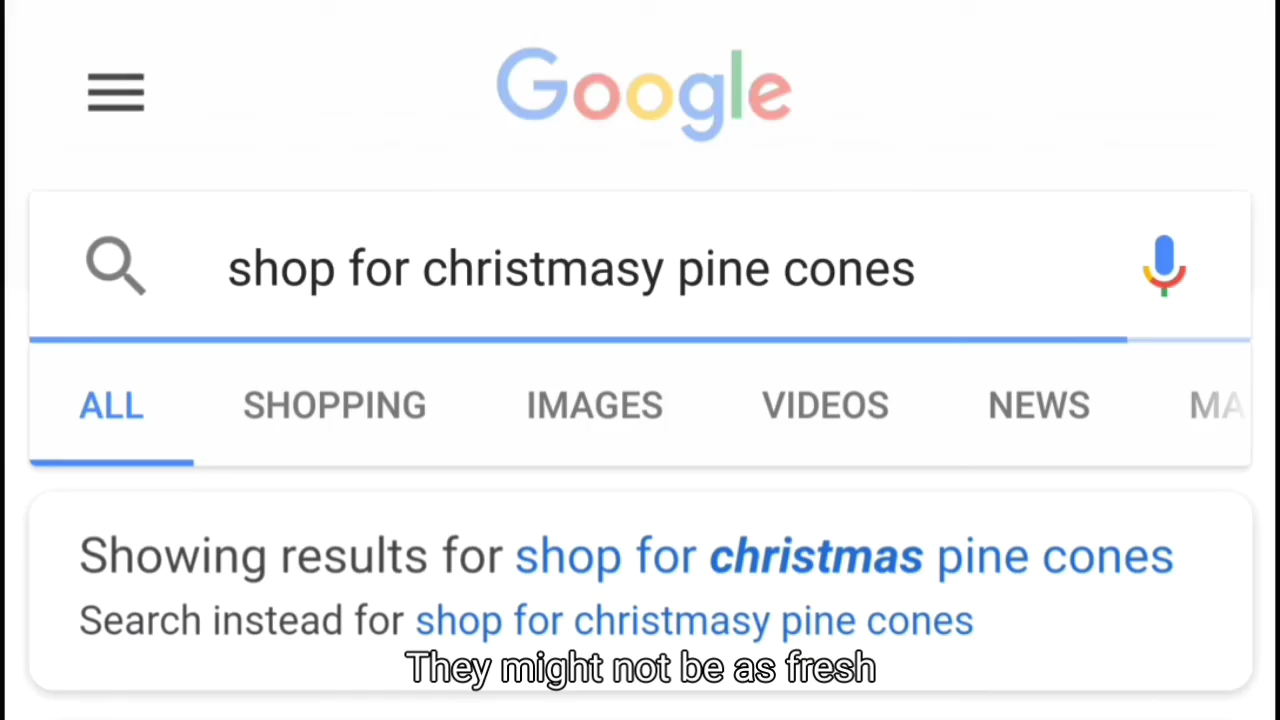 Google
shop for christmasy pine cones
ALL SHOPPING IMAGES VIDEOS NEWS MA
Showing results for shop for christmas pine cones
Search instead for shop for christmasy pine cones
They might not be as fresh